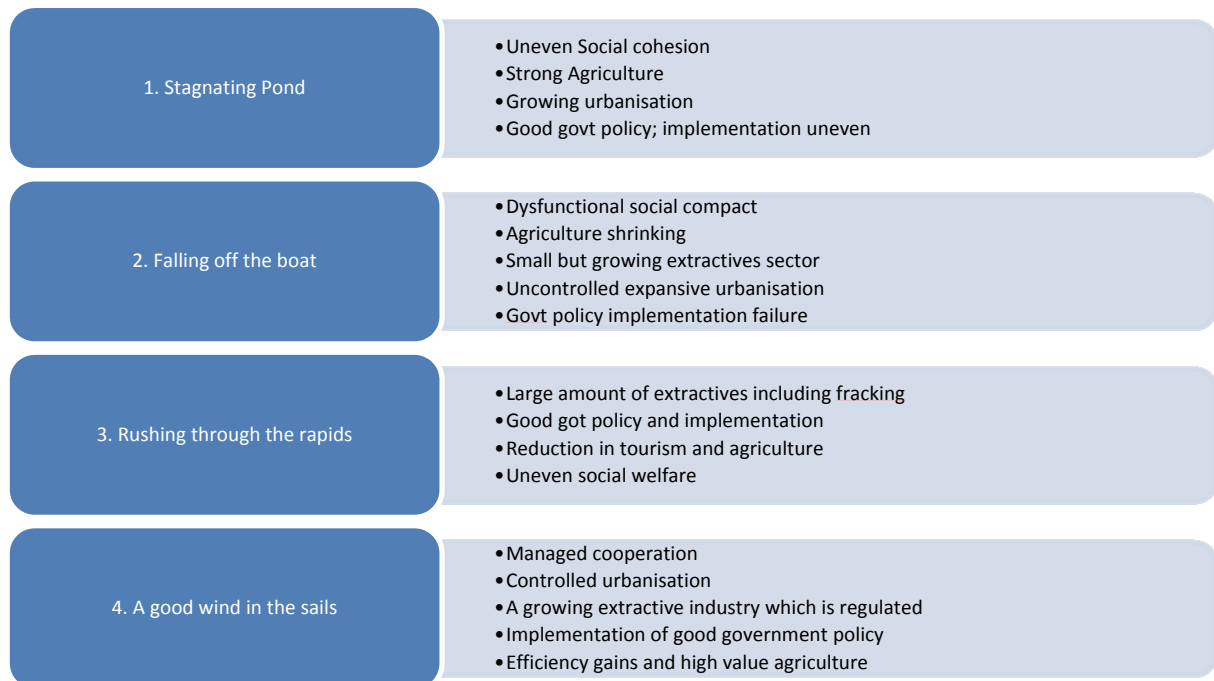 1. Stagnating Pond
•Uneven Social cohesion
•Strong Agriculture
•Growing urbanisation
•Good govt policy; implementation uneven
2. Falling off the boat
•Dysfunctional social compact
•Agriculture shrinking
•Small but growing extractives sector
•Uncontrolled expansive urbanisation
•Govt policy implementation failure
3. Rushing through the rapids
•Large amount of extractives including fracking
•Good got policy and implementation
•Reduction in tourism and agriculture
•Uneven social welfare
4. A good wind in the sails
•Managed cooperation
•Controlled urbanisation
•A growing extractive industry which is regulated
•Implementation of good government policy
•Efficiency gains and high value agriculture